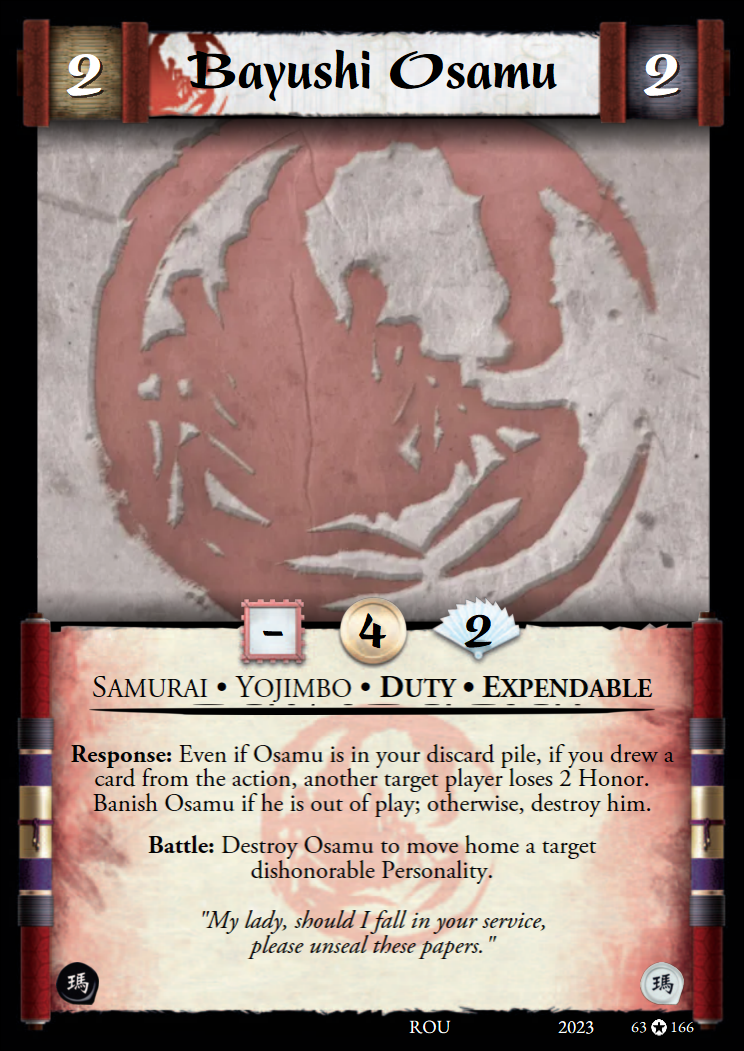 2
Bayushi Osamu
2
–
4
2
SAMURAI • YOJIMBO • DUTY • EXPENDABLE
Response: Even if Osamu is in your discard pile, if you drew a
card from the action, another target player loses 2 Honor.
Banish Osamu if he is out of play; otherwise, destroy him.
Battle: Destroy Osamu to move home a target
dishonorable Personality.
"My lady, should I fall in your service,
please unseal these papers."
瑪
瑪
ROU 2023 63 166